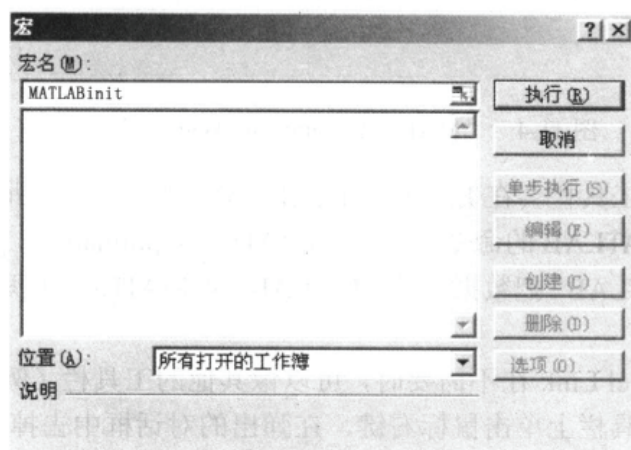 宏
宏名(M):
MATLABinit
执行(R)
取消
单步执行(S)
编辑(E)
创建(C)
删除(D)
位置(A):
所有打开的工作簿
选项(O)...
说明